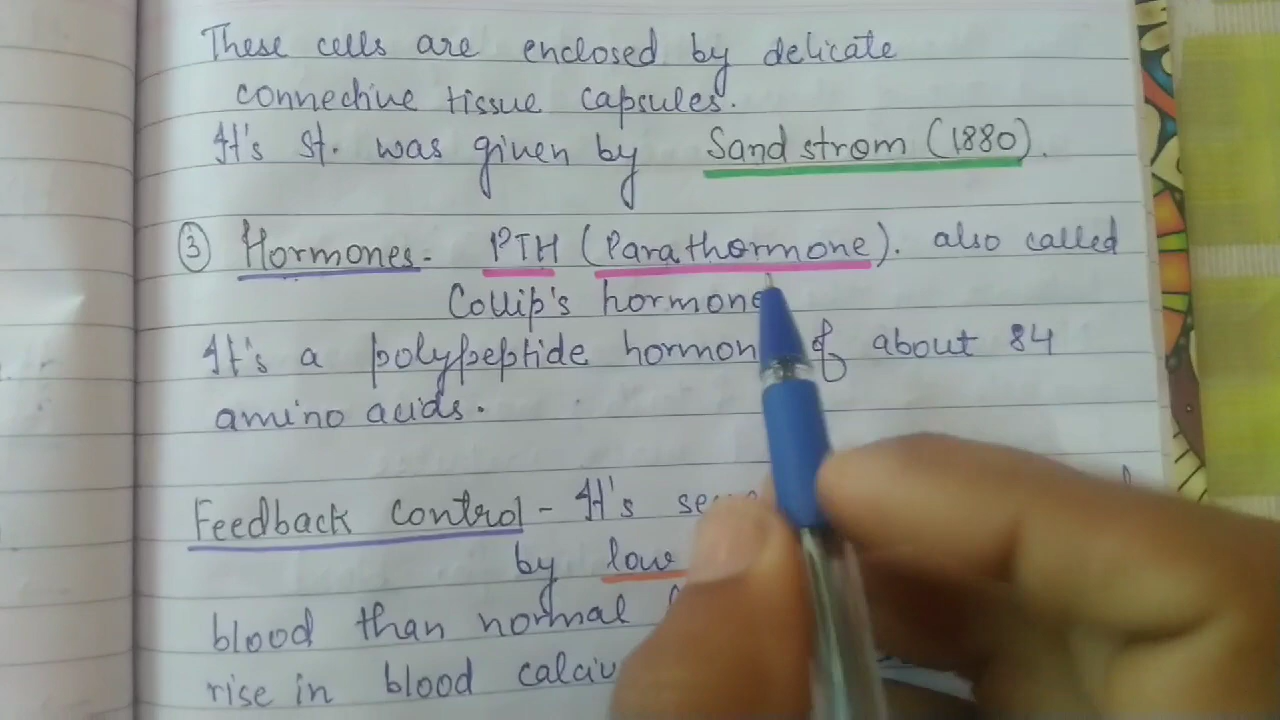 These cells are enclosed by delicate
connective tissue capsules.
It's st. was given by Sandstrom (1880).
③ Hormones - PTH (Parathormone). also called
Collip's hormone
It's a polypeptide hormon of about 84
amino acids.
Feedback control - It's
by low
blood than normal
rise in blood